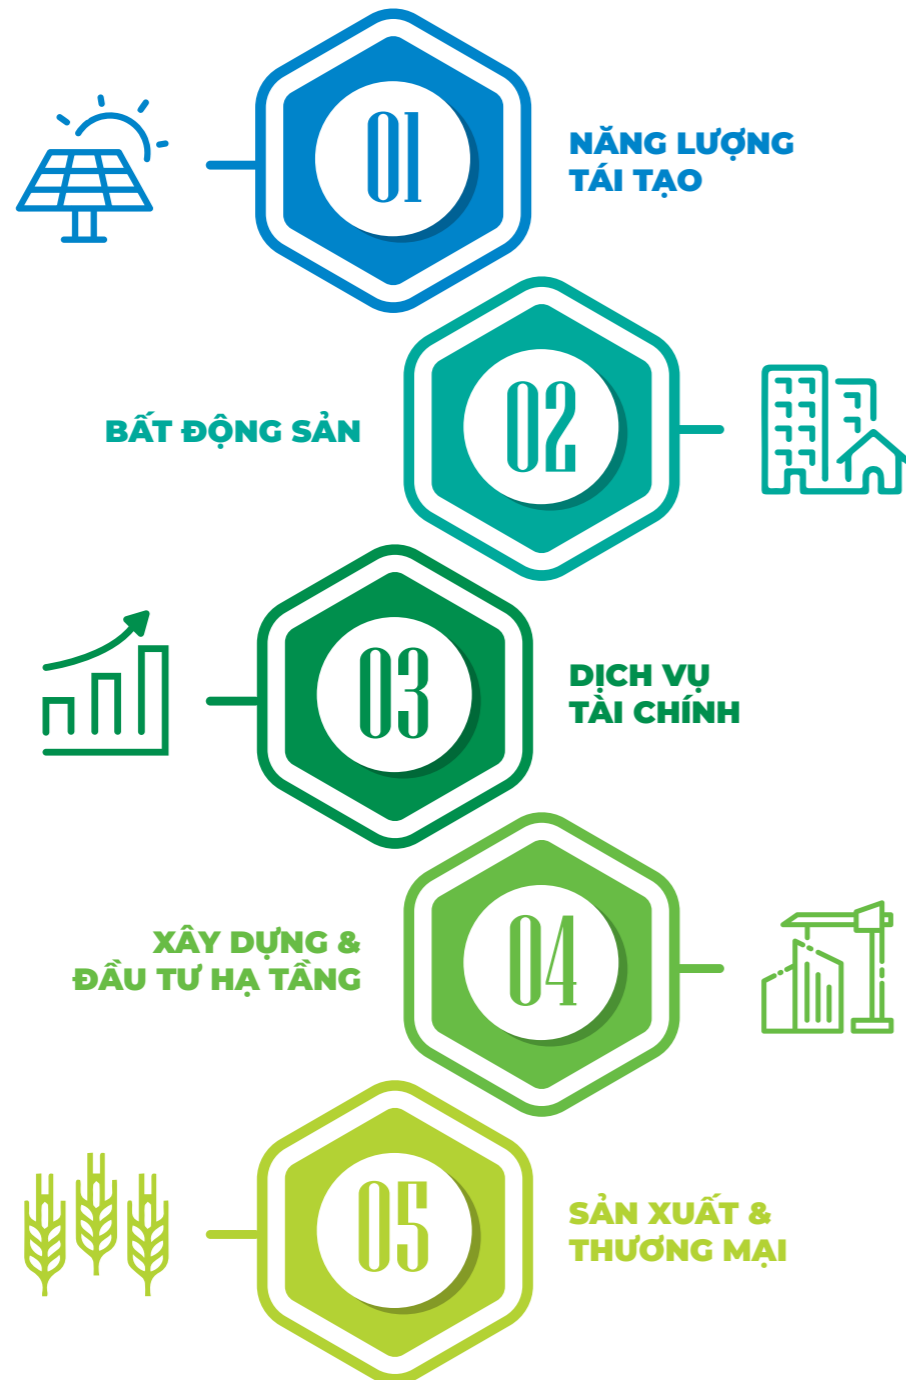 01
NĂNG LƯỢNG
TÁI TẠO
02
BẤT ĐỘNG SẢN
03
DỊCH VỤ
TÀI CHÍNH
04
XÂY DỰNG &
ĐẦU TƯ HẠ TẦNG
05
SẢN XUẤT &
THƯƠNG MẠI